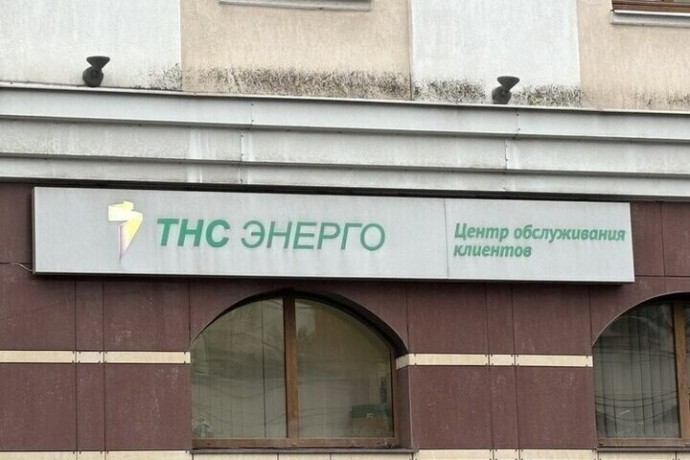 ТНС ЭНЕРГО
Центр обслуживания
клиентов